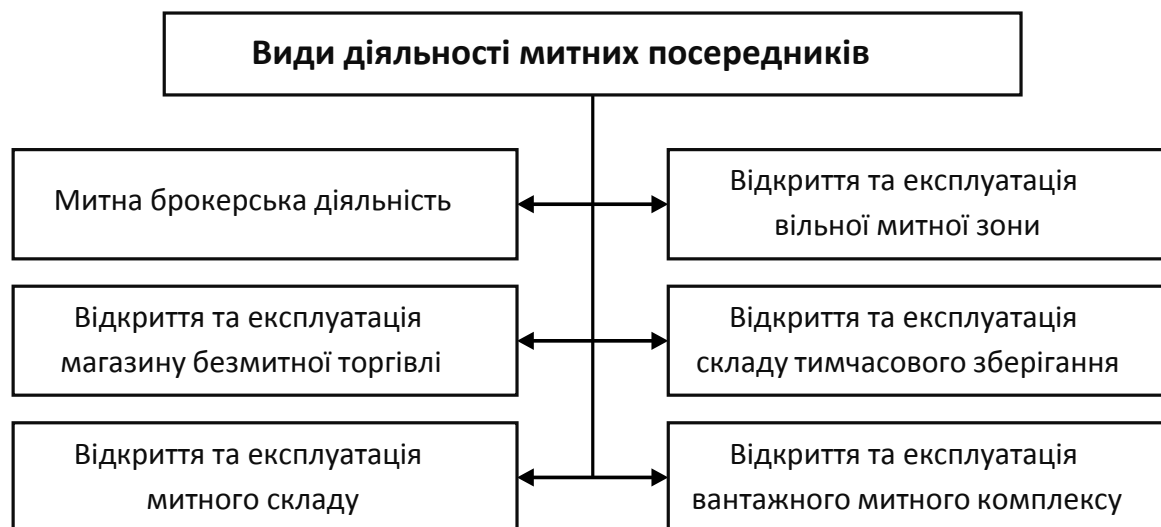 Види діяльності митних посередників
Митна брокерська діяльність
Відкриття та експлуатація
вільної митної зони
Відкриття та експлуатація
магазину безмитної торгівлі
Відкриття та експлуатація
складу тимчасового зберігання
Відкриття та експлуатація
митного складу
Відкриття та експлуатація
вантажного митного комплексу